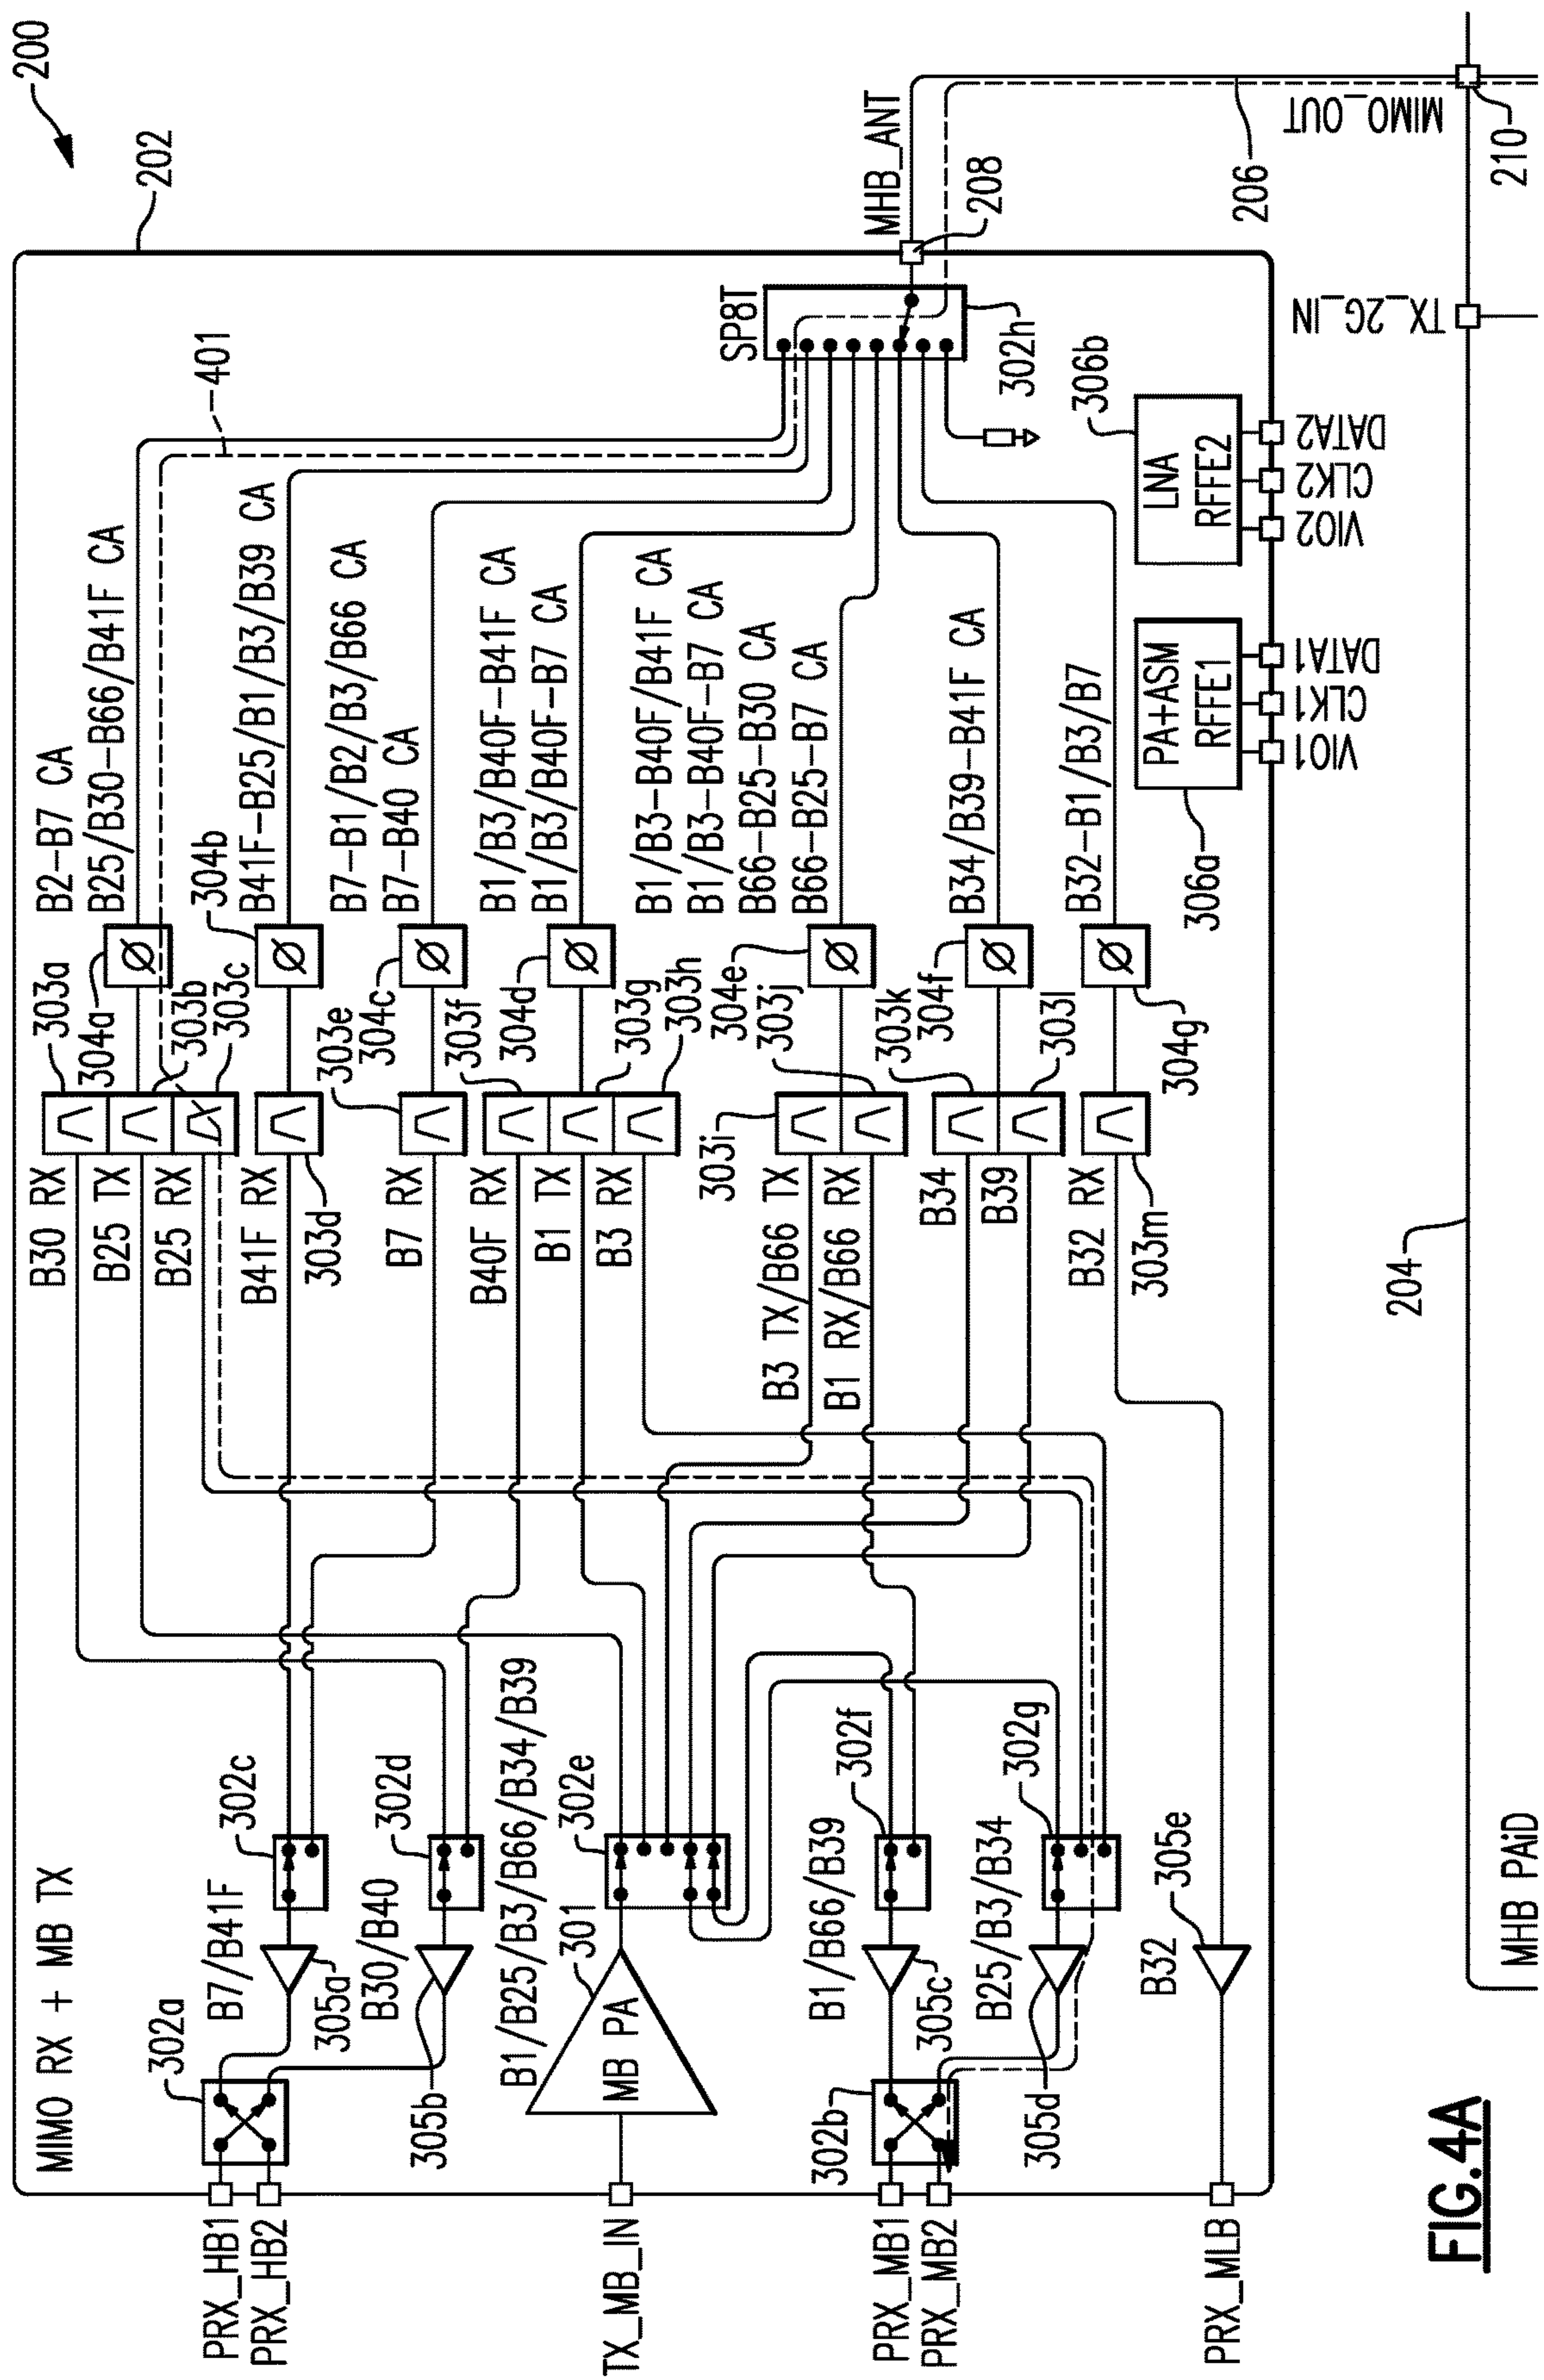 200
202
MIMO RX + MB TX
PRX_HB1
PRX_HB2
TX_MB_IN
PRX_MB1
PRX_MB2
PRX_MLB
302a
B7/B41F
305a
302c
B30/B40
305b
302d
B1/B25/B3/B66/B34/B39
301
MB PA
302e
302b
B1/B66/B39
305c
302f
B25/B3/B34
305d
302g
B32
305e
B30 RX
B25 TX
B25 RX
B41F RX
B7 RX
B40F RX
B1 TX
B3 RX
B3 TX/B66 TX
B1 RX/B66 RX
B34
B39
B32 RX
303a
303b
303c
303d
303e
303f
303g
303h
303i
303j
303k
303l
303m
304a
304b
304c
304d
304e
304f
304g
B2-B7 CA
B25/B30-B66/B41F CA
B41F-B25/B1/B3/B39 CA
B7-B1/B2/B3/B66 CA
B7-B40 CA
B1/B3/B40F-B41F CA
B1/B3/B40F-B7 CA
B1/B3-B40F/B41F CA
B1/B3-B40F-B7 CA
B66-B25-B30 CA
B66-B25-B7 CA
B34/B39-B41F CA
B32-B1/B3/B7
401
SP8T
302h
MHB_ANT
208
206
PA+ASM
RFFE1
306a
VIO1
CLK1
DATA1
LNA
RFFE2
306b
VIO2
CLK2
DATA2
TX_2G_IN
MIMO_OUT
210
204
MHB PAiD
FIG.4A